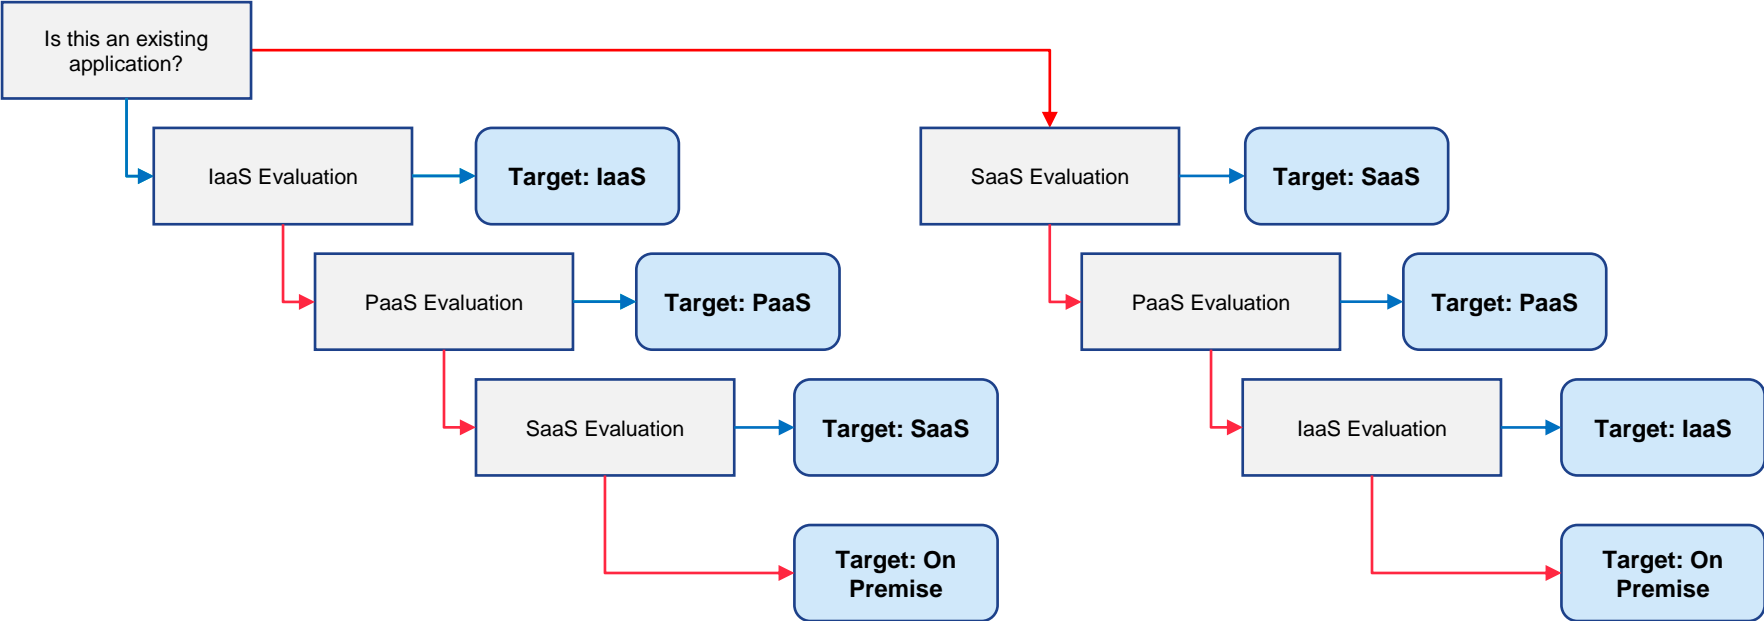 Is this an existing
application?
IaaS Evaluation
Target: IaaS
SaaS Evaluation
Target: SaaS
PaaS Evaluation
Target: PaaS
PaaS Evaluation
Target: PaaS
SaaS Evaluation
Target: SaaS
IaaS Evaluation
Target: IaaS
Target: On
Premise
Target: On
Premise